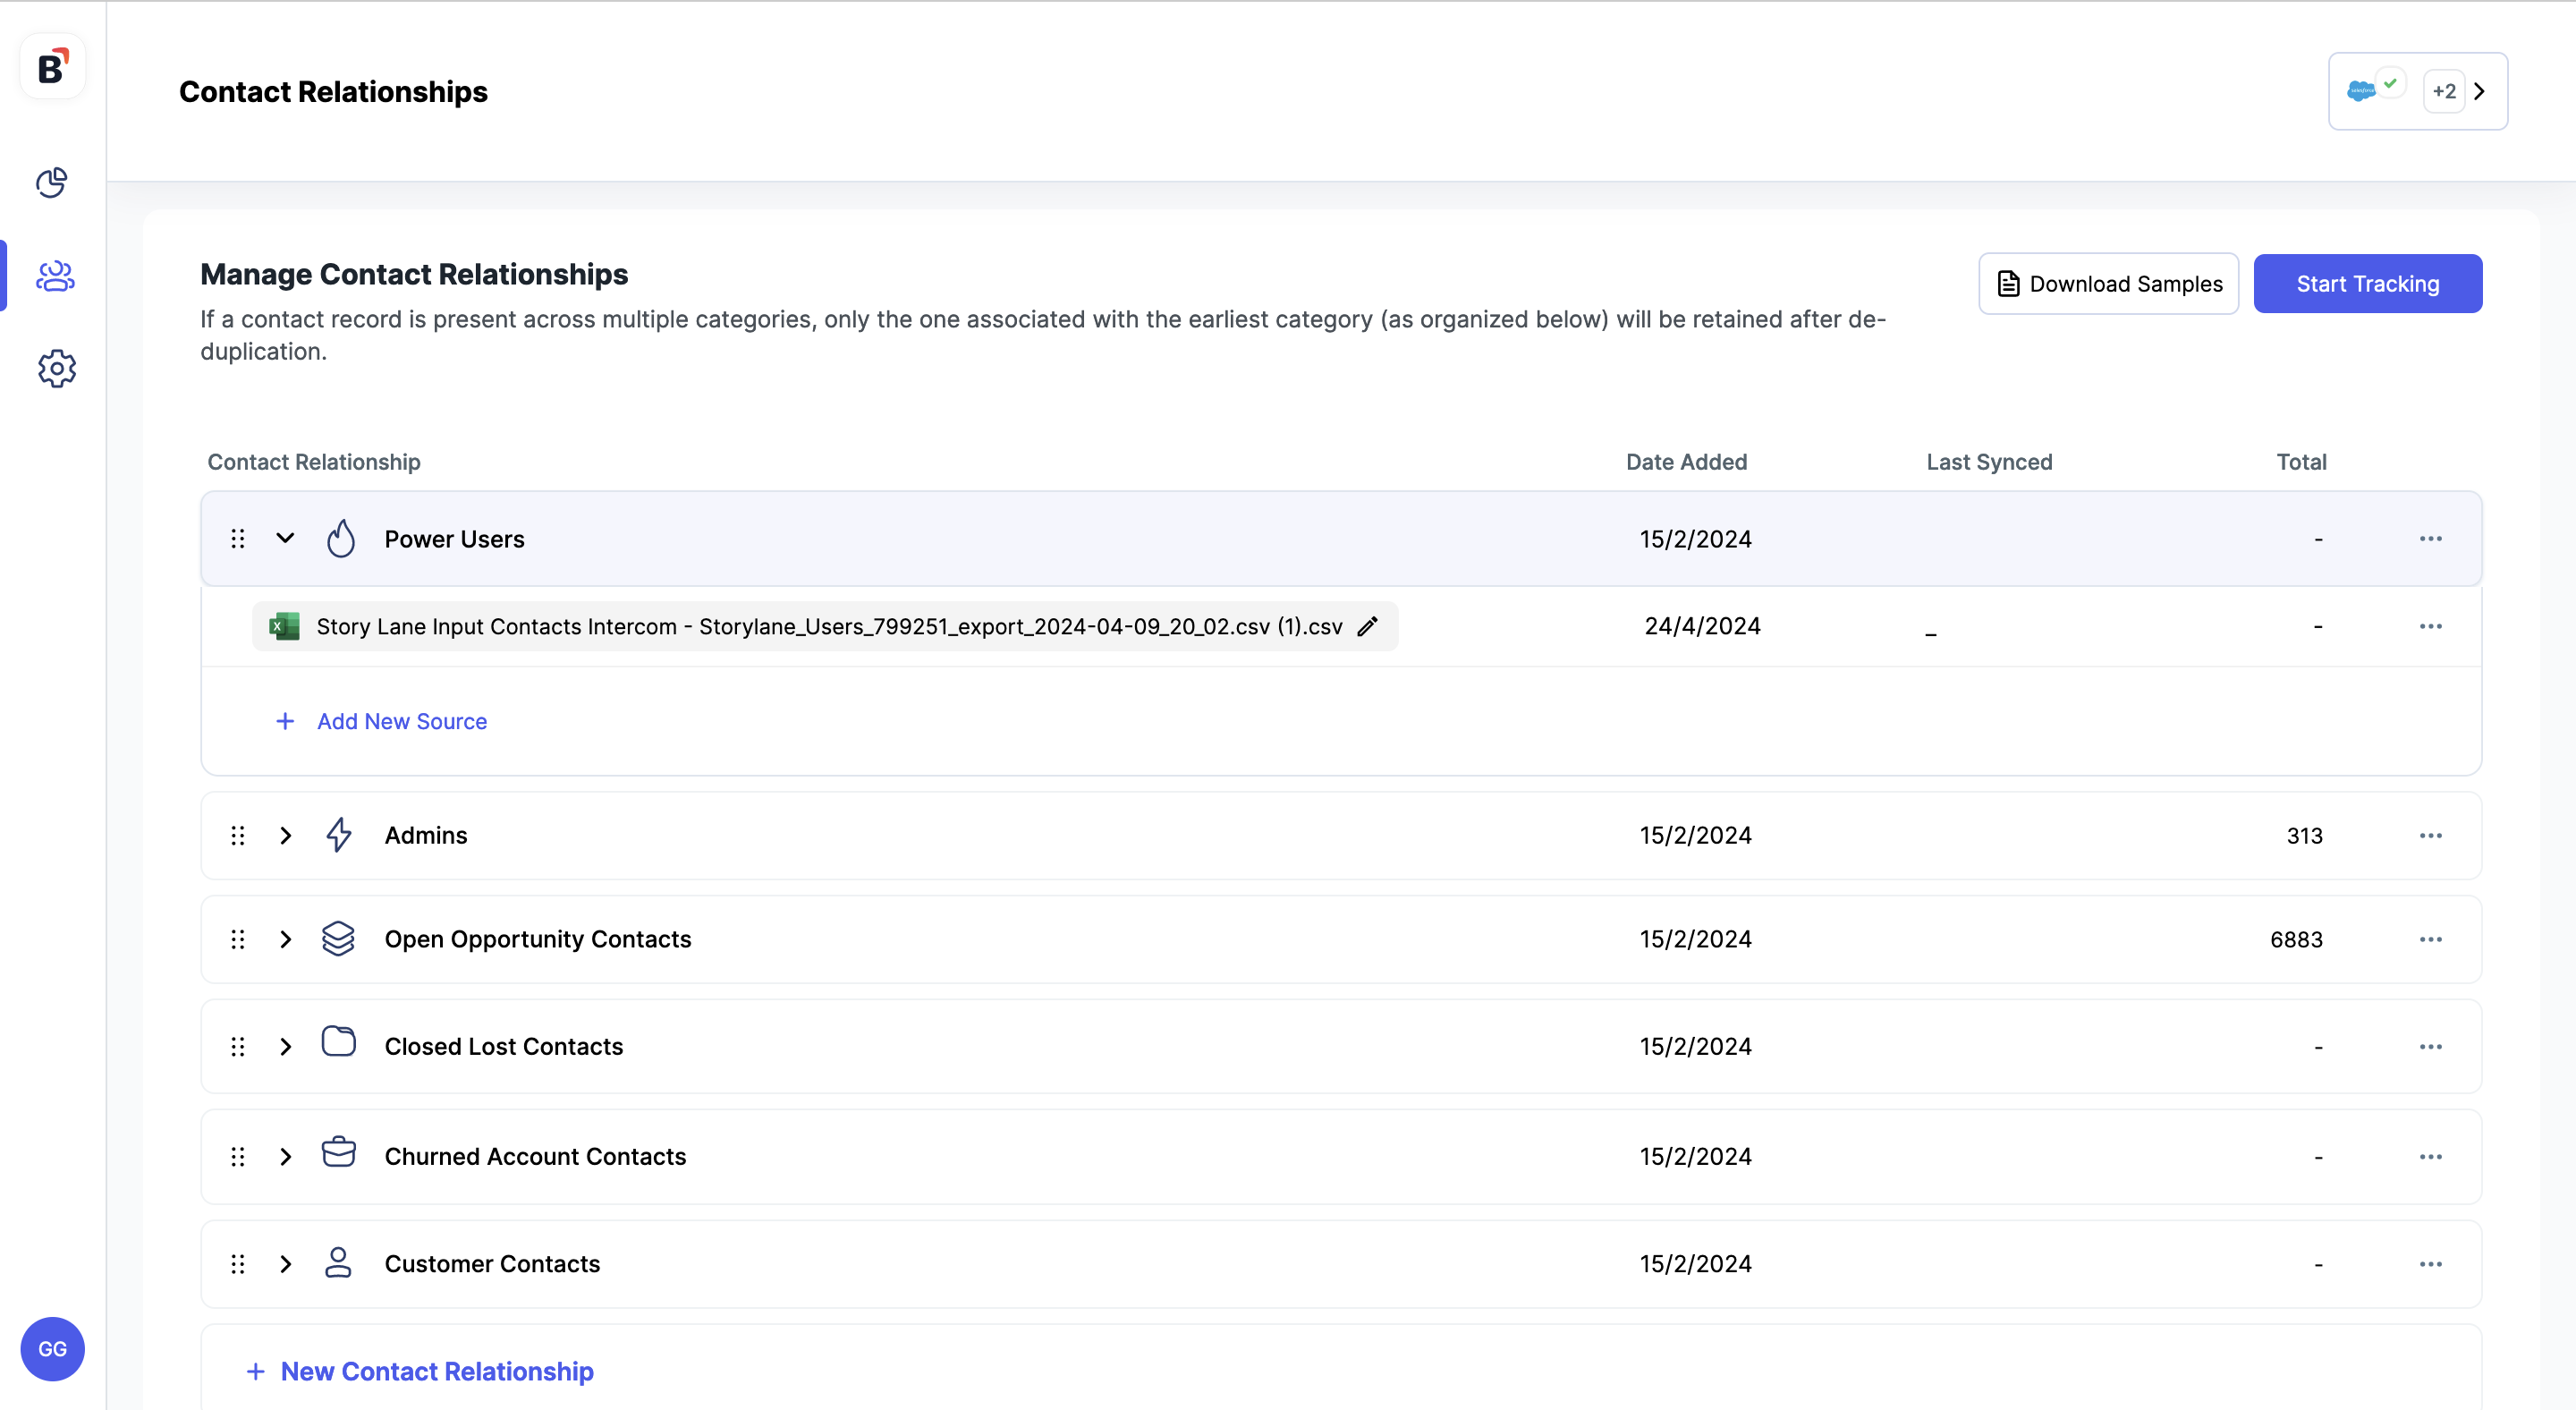 B
Contact Relationships
salesforce
+2
Manage Contact Relationships
Download Samples
Start Tracking
If a contact record is present across multiple categories, only the one associated with the earliest category (as organized below) will be retained after de-
duplication.
Contact Relationship Date Added Last Synced Total
Power Users 15/2/2024 -
Story Lane Input Contacts Intercom - Storylane_Users_799251_export_2024-04-09_20_02.csv (1).csv 24/4/2024 _ -
+ Add New Source
Admins 15/2/2024 313
Open Opportunity Contacts 15/2/2024 6883
Closed Lost Contacts 15/2/2024 -
Churned Account Contacts 15/2/2024 -
Customer Contacts 15/2/2024 -
+ New Contact Relationship
GG